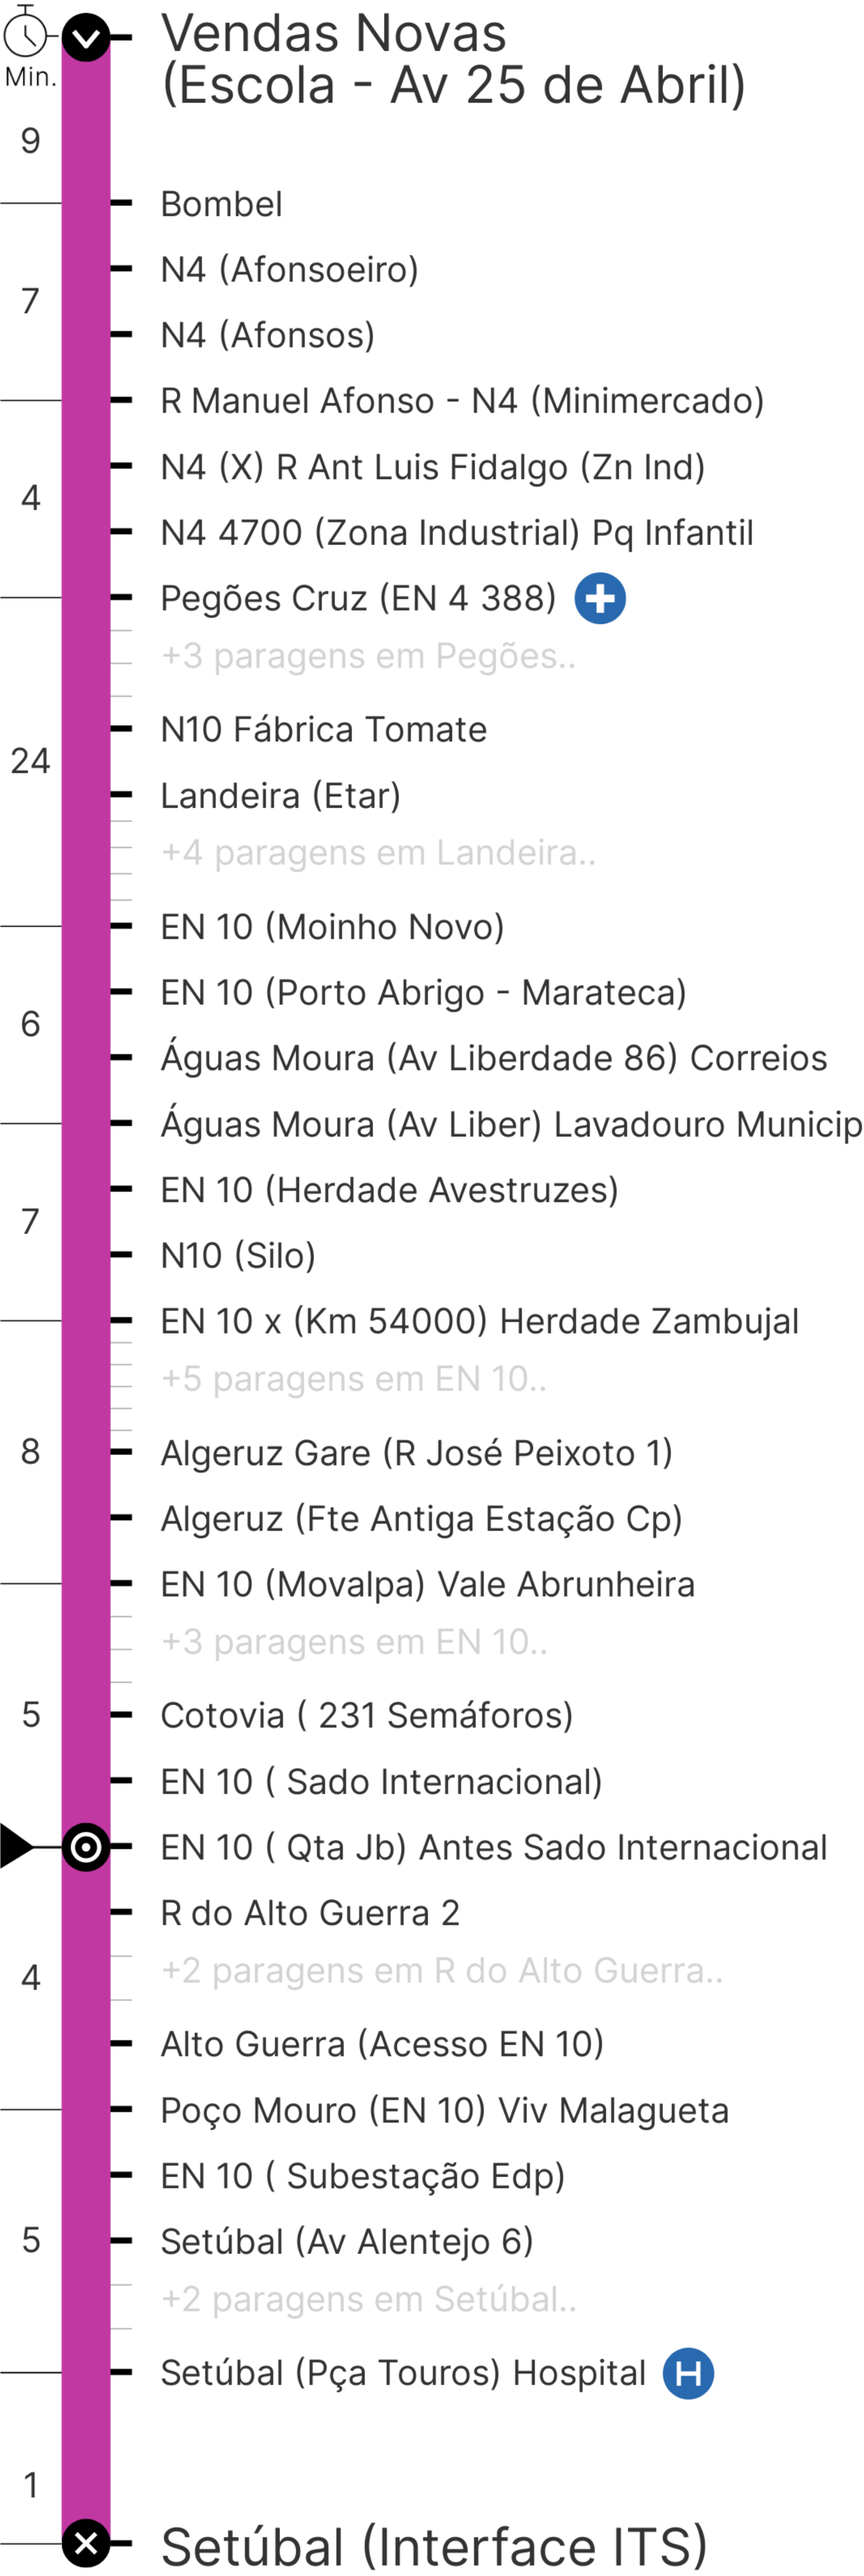 Min.
Vendas Novas
(Escola - Av 25 de Abril)
9
Bombel
N4 (Afonsoeiro)
7
N4 (Afonsos)
R Manuel Afonso - N4 (Minimercado)
N4 (X) R Ant Luis Fidalgo (Zn Ind)
4
N4 4700 (Zona Industrial) Pq Infantil
Pegões Cruz (EN 4 388)
+3 paragens em Pegões..
N10 Fábrica Tomate
24
Landeira (Etar)
+4 paragens em Landeira..
EN 10 (Moinho Novo)
EN 10 (Porto Abrigo - Marateca)
6
Águas Moura (Av Liberdade 86) Correios
Águas Moura (Av Liber) Lavadouro Municip
EN 10 (Herdade Avestruzes)
7
N10 (Silo)
EN 10 x (Km 54000) Herdade Zambujal
+5 paragens em EN 10..
8
Algeruz Gare (R José Peixoto 1)
Algeruz (Fte Antiga Estação Cp)
EN 10 (Movalpa) Vale Abrunheira
+3 paragens em EN 10..
5
Cotovia ( 231 Semáforos)
EN 10 ( Sado Internacional)
EN 10 ( Qta Jb) Antes Sado Internacional
R do Alto Guerra 2
+2 paragens em R do Alto Guerra..
4
Alto Guerra (Acesso EN 10)
Poço Mouro (EN 10) Viv Malagueta
EN 10 ( Subestação Edp)
5
Setúbal (Av Alentejo 6)
+2 paragens em Setúbal..
Setúbal (Pça Touros) Hospital H
1
Setúbal (Interface ITS)